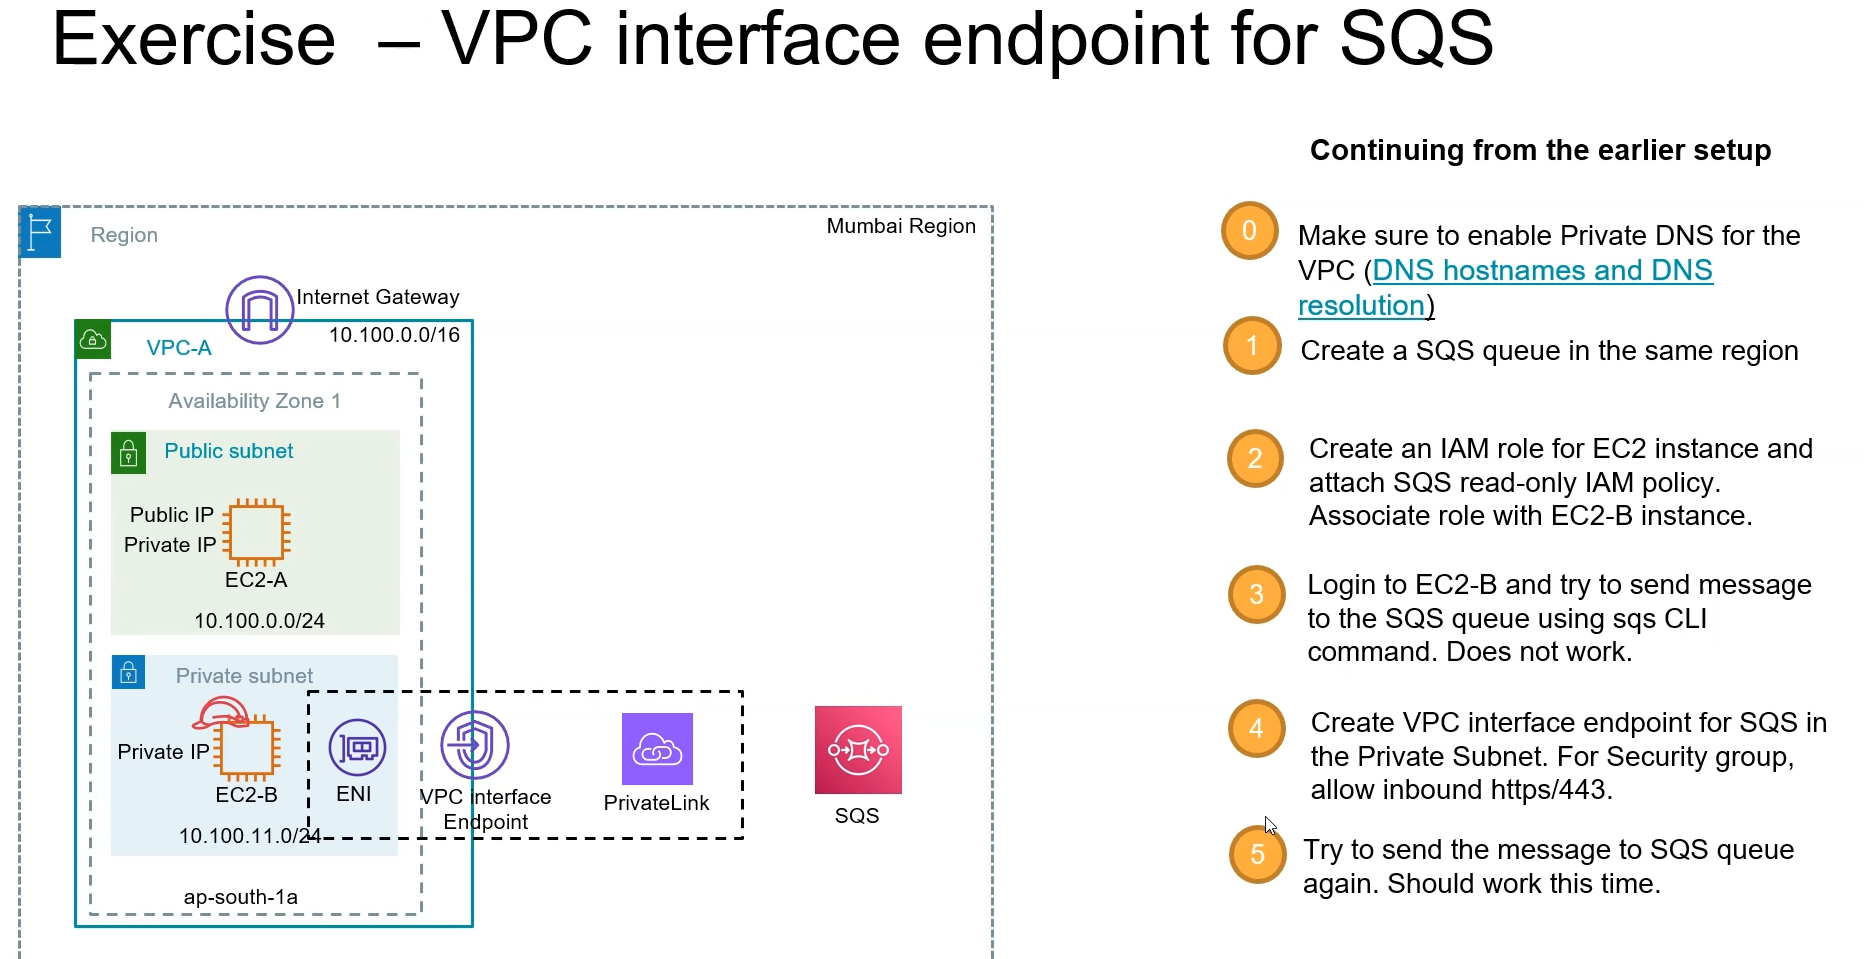 Exercise – VPC interface endpoint for SQS
Continuing from the earlier setup
Region
Mumbai Region
Internet Gateway
10.100.0.0/16
VPC-A
Availability Zone 1
Public subnet
Public IP
Private IP
EC2-A
10.100.0.0/24
Private subnet
Private IP
EC2-B
ENI
VPC interface
Endpoint
PrivateLink
SQS
10.100.11.0/24
ap-south-1a
0
Make sure to enable Private DNS for the
VPC (DNS hostnames and DNS
resolution)
1
Create a SQS queue in the same region
2
Create an IAM role for EC2 instance and
attach SQS read-only IAM policy.
Associate role with EC2-B instance.
3
Login to EC2-B and try to send message
to the SQS queue using sqs CLI
command. Does not work.
4
Create VPC interface endpoint for SQS in
the Private Subnet. For Security group,
allow inbound https/443.
5
Try to send the message to SQS queue
again. Should work this time.